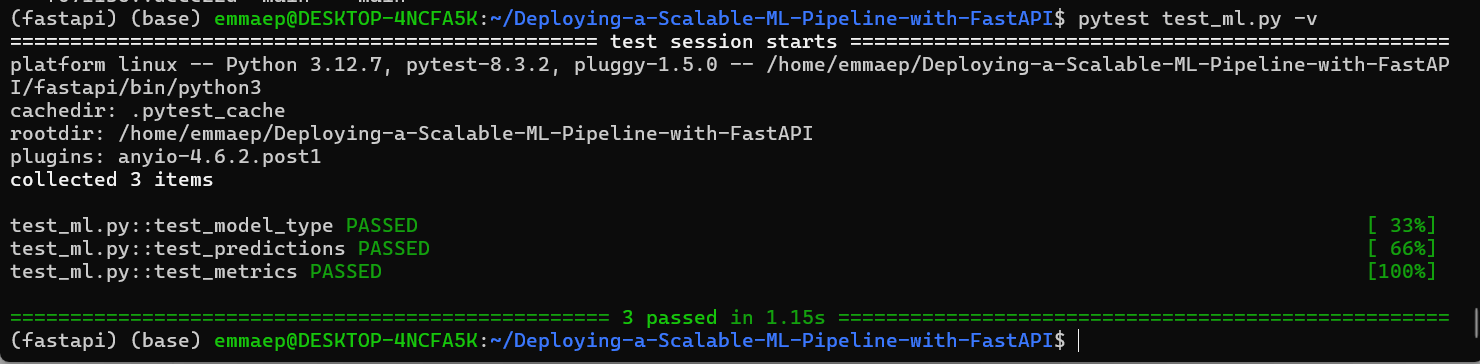 (fastapi) (base) emmaep@DESKTOP-4NCFA5K:~/Deploying-a-Scalable-ML-Pipeline-with-FastAPI$ pytest test_ml.py -v
================================================= test session starts ==================================================
platform linux -- Python 3.12.7, pytest-8.3.2, pluggy-1.5.0 -- /home/emmaep/Deploying-a-Scalable-ML-Pipeline-with-FastAP
I/fastapi/bin/python3
cachedir: .pytest_cache
rootdir: /home/emmaep/Deploying-a-Scalable-ML-Pipeline-with-FastAPI
plugins: anyio-4.6.2.post1
collected 3 items
test_ml.py::test_model_type PASSED [ 33%]
test_ml.py::test_predictions PASSED [ 66%]
test_ml.py::test_metrics PASSED [100%]
================================================== 3 passed in 1.15s ===================================================
(fastapi) (base) emmaep@DESKTOP-4NCFA5K:~/Deploying-a-Scalable-ML-Pipeline-with-FastAPI$